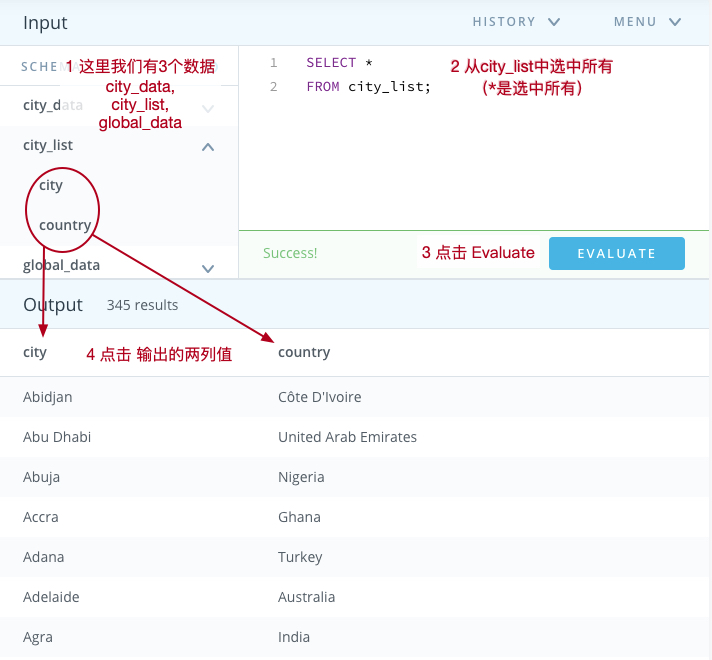 Input
HISTORY
MENU
SCHEMA
1 这里我们有3个数据
city_data,
city_list,
global_data
city_data
city_list
city
country
global_data
1 SELECT *
2 FROM city_list;
2 从city_list中选中所有
(*是选中所有)
Success!
3 点击 Evaluate
EVALUATE
Output
345 results
city
4 点击 输出的两列值
country
Abidjan Côte D'Ivoire
Abu Dhabi United Arab Emirates
Abuja Nigeria
Accra Ghana
Adana Turkey
Adelaide Australia
Agra India